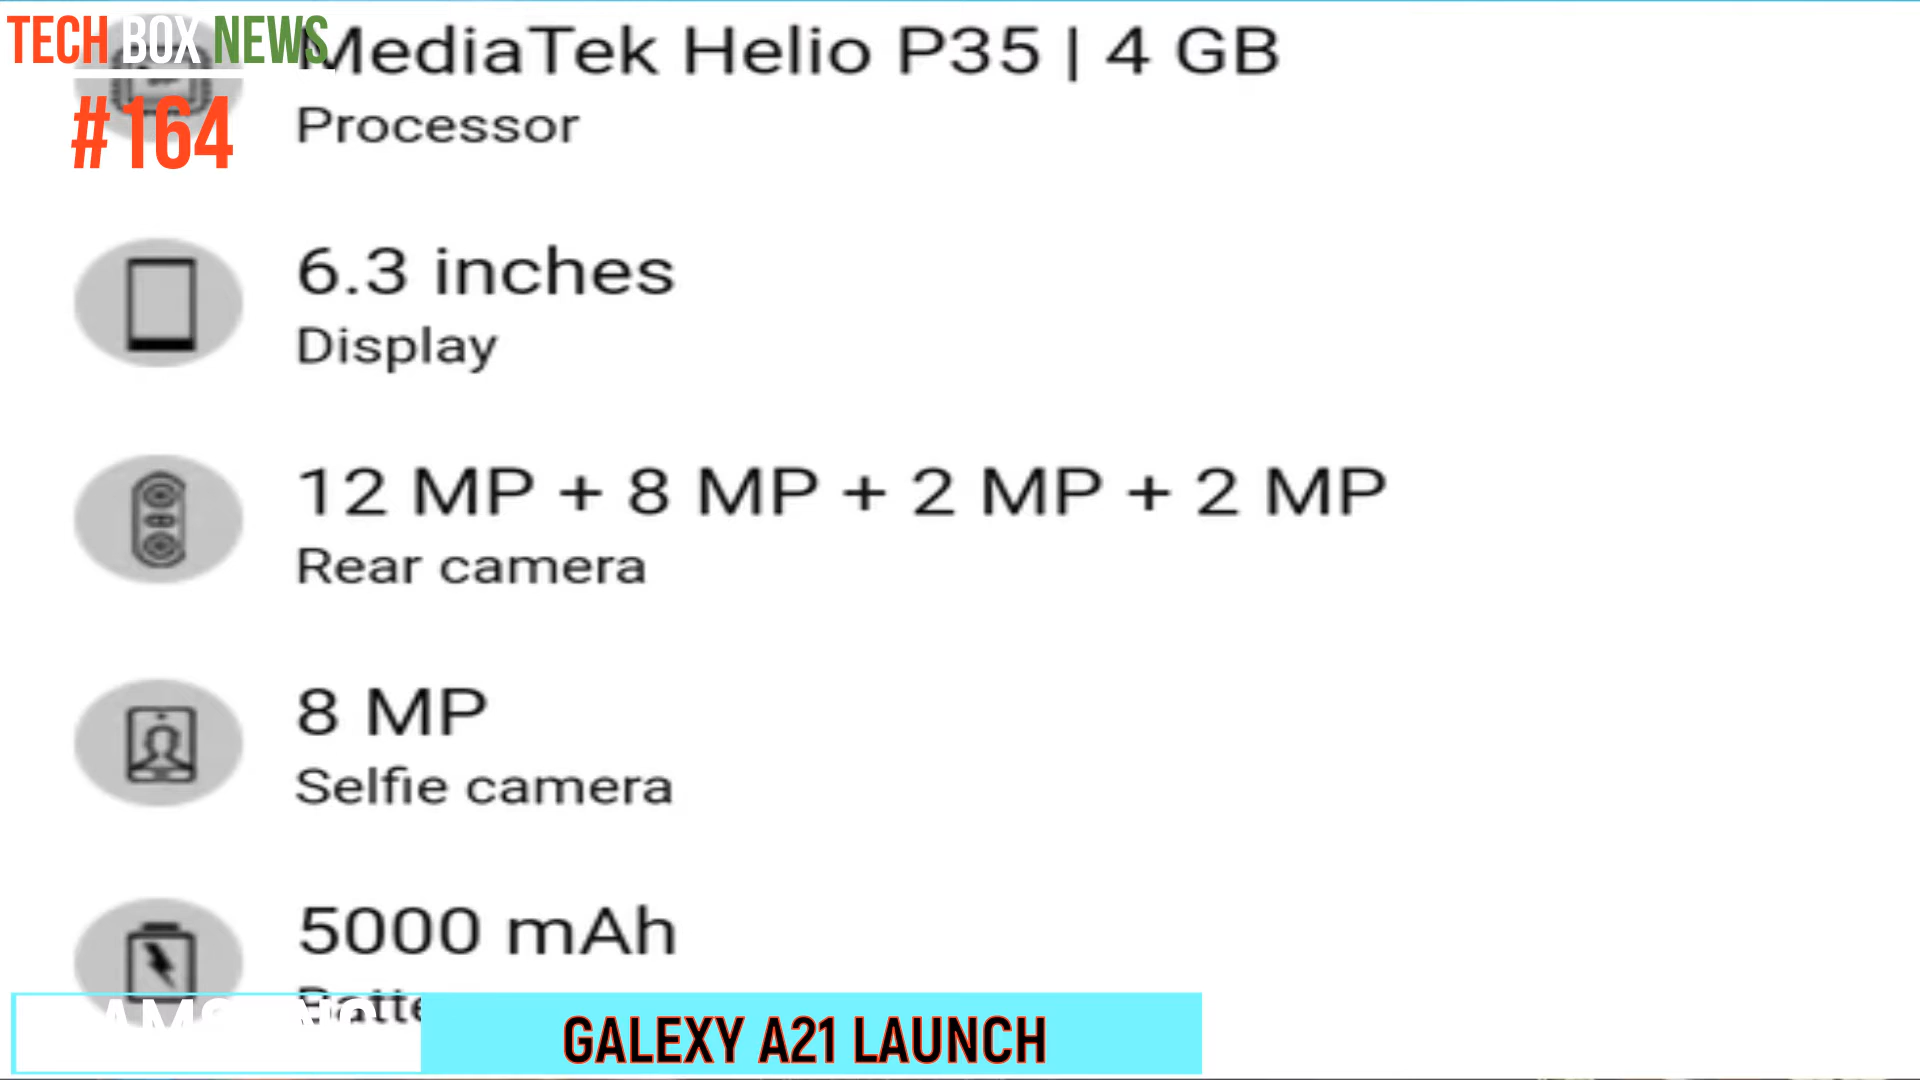 TECH BOX NEWS
#164
MediaTek Helio P35 | 4 GB
Processor
6.3 inches
Display
12 MP + 8 MP + 2 MP + 2 MP
Rear camera
8 MP
Selfie camera
5000 mAh
GALEXY A21 LAUNCH